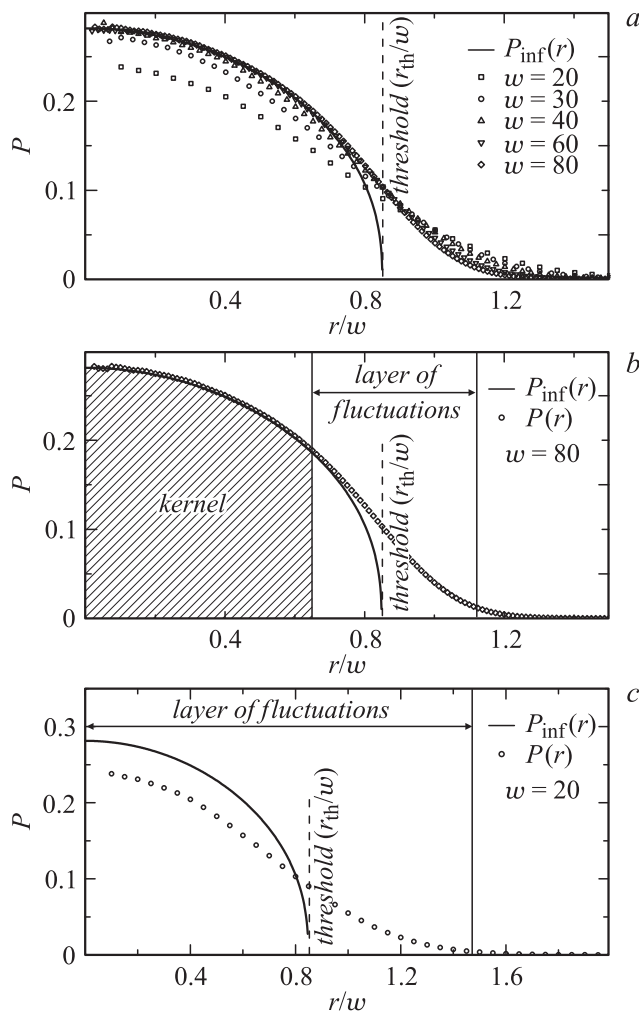 a
P_inf(r)
w = 20
w = 30
w = 40
w = 60
w = 80
threshold (r_th/w)
0.2
0.1
0
P
0.4 0.8 1.2
r/w
b
layer of
fluctuations
P_inf(r)
P(r)
w = 80
kernel
threshold (r_th/w)
0.2
0.1
0
P
0.4 0.8 1.2
r/w
c
layer of fluctuations
P_inf(r)
P(r)
w = 20
threshold (r_th/w)
0.3
0.2
0.1
0
P
0.4 0.8 1.2 1.6
r/w